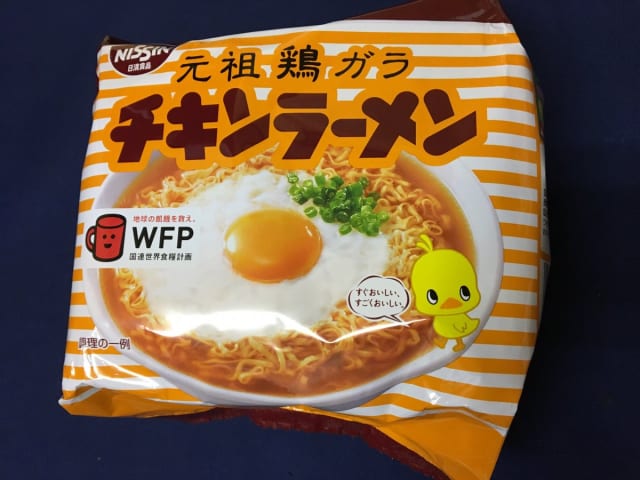 NISSIN
日清食品
元祖鶏ガラ
チキンラーメン
地球の飢餓を救え。
WFP
国連世界食糧計画
すぐおいしい、
すごくおいしい。
調理の一例